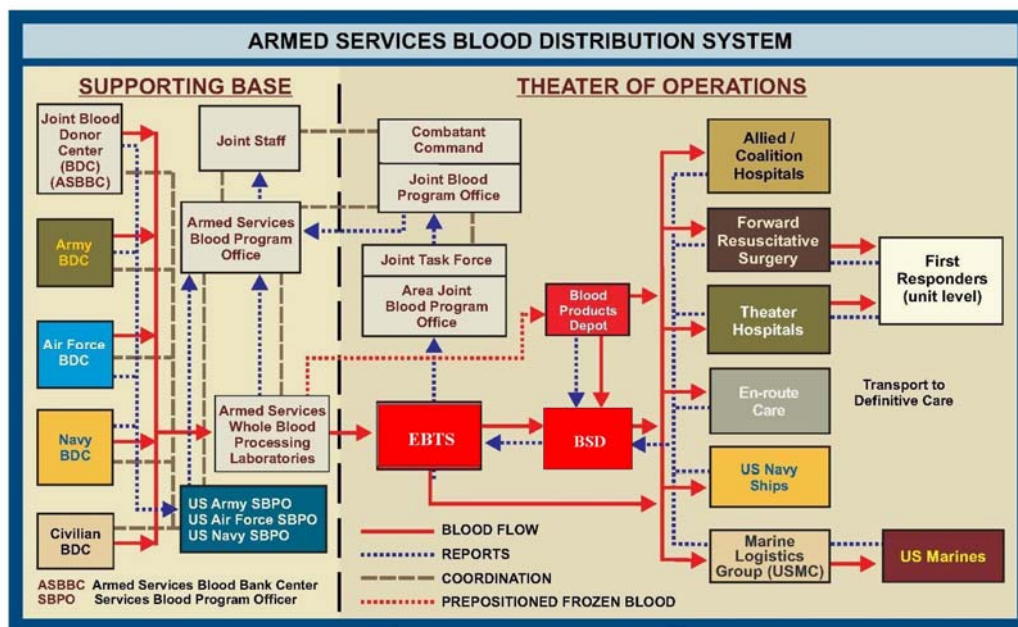 ARMED SERVICES BLOOD DISTRIBUTION SYSTEM
SUPPORTING BASE
Joint Blood
Donor
Center
(BDC)
(ASBBC)
Army
BDC
Air Force
BDC
Navy
BDC
Civilian
BDC
Joint Staff
Armed Services
Blood Program
Office
Armed Services
Whole Blood
Processing
Laboratories
US Army SBPO
US Air Force SBPO
US Navy SBPO
ASBBC Armed Services Blood Bank Center
SBPO Services Blood Program Officer
THEATER OF OPERATIONS
Combatant
Command
Joint Blood
Program Office
Joint Task Force
Area Joint
Blood Program
Office
Blood
Products
Depot
EBTS
BSD
Allied /
Coalition
Hospitals
Forward
Resuscitative
Surgery
Theater
Hospitals
First
Responders
(unit level)
En-route
Care
Transport to
Definitive Care
US Navy
Ships
Marine
Logistics
Group (USMC)
US Marines
BLOOD FLOW
REPORTS
COORDINATION
PREPOSITIONED FROZEN BLOOD